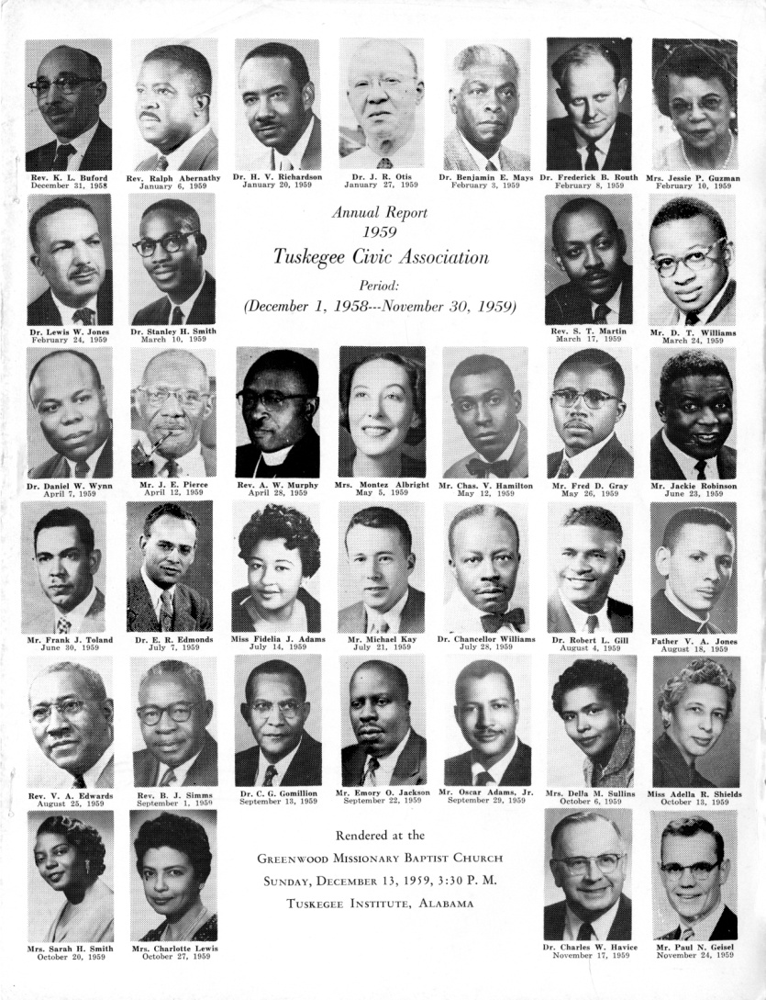 Rev. K. L. Buford
December 31, 1958
Rev. Ralph Abernathy
January 6, 1959
Dr. H. V. Richardson
January 20, 1959
Dr. J. R. Otis
January 27, 1959
Dr. Benjamin E. Mays
February 3, 1959
Dr. Frederick B. Routh
February 8, 1959
Mrs. Jessie P. Guzman
February 10, 1959
Annual Report
1959
Tuskegee Civic Association
Period:
(December 1, 1958---November 30, 1959)
Dr. Lewis W. Jones
February 24, 1959
Dr. Stanley H. Smith
March 10, 1959
Rev. S. T. Martin
March 17, 1959
Mr. D. T. Williams
March 24, 1959
Dr. Daniel W. Wynn
April 7, 1959
Mr. J. E. Pierce
April 12, 1959
Rev. A. W. Murphy
April 28, 1959
Mrs. Montez Albright
May 5, 1959
Mr. Chas. V. Hamilton
May 12, 1959
Mr. Fred D. Gray
May 26, 1959
Mr. Jackie Robinson
June 23, 1959
Mr. Frank J. Toland
June 30, 1959
Dr. E. R. Edmonds
July 7, 1959
Miss Fidelia J. Adams
July 14, 1959
Mr. Michael Kay
July 21, 1959
Dr. Chancellor Williams
July 28, 1959
Dr. Robert L. Gill
August 4, 1959
Father V. A. Jones
August 18, 1959
Rev. V. A. Edwards
August 25, 1959
Rev. B. J. Simms
September 1, 1959
Dr. C. G. Gomillion
September 13, 1959
Mr. Emory O. Jackson
September 22, 1959
Mr. Oscar Adams, Jr.
September 29, 1959
Mrs. Della M. Sullins
October 6, 1959
Miss Adella R. Shields
October 13, 1959
Rendered at the
Greenwood Missionary Baptist Church
Sunday, December 13, 1959, 3:30 P. M.
Tuskegee Institute, Alabama
Mrs. Sarah H. Smith
October 20, 1959
Mrs. Charlotte Lewis
October 27, 1959
Dr. Charles W. Havice
November 17, 1959
Mr. Paul N. Geisel
November 24, 1959